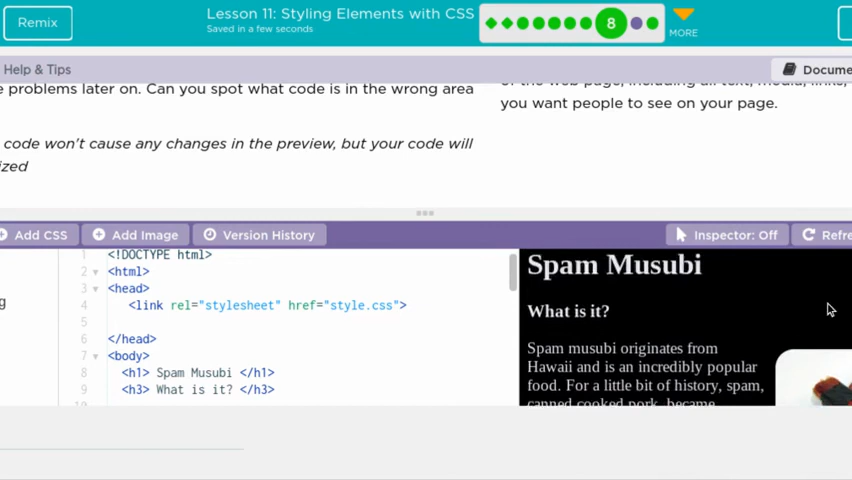 Remix
Lesson 11: Styling Elements with CSS
Saved in a few seconds
8
MORE
Help & Tips
Docume
e problems later on. Can you spot what code is in the wrong area
you want people to see on your page.
code won't cause any changes in the preview, but your code will
ized
Add CSS
Add Image
Version History
Inspector: Off
Refre
g
1 <!DOCTYPE html>
2 <html>
3 <head>
4 <link rel="stylesheet" href="style.css">
5
6 </head>
7 <body>
8 <h1> Spam Musubi </h1>
9 <h3> What is it? </h3>
Spam Musubi
What is it?
Spam musubi originates from
Hawaii and is an incredibly popular
food. For a little bit of history, spam,
canned cooked pork, became